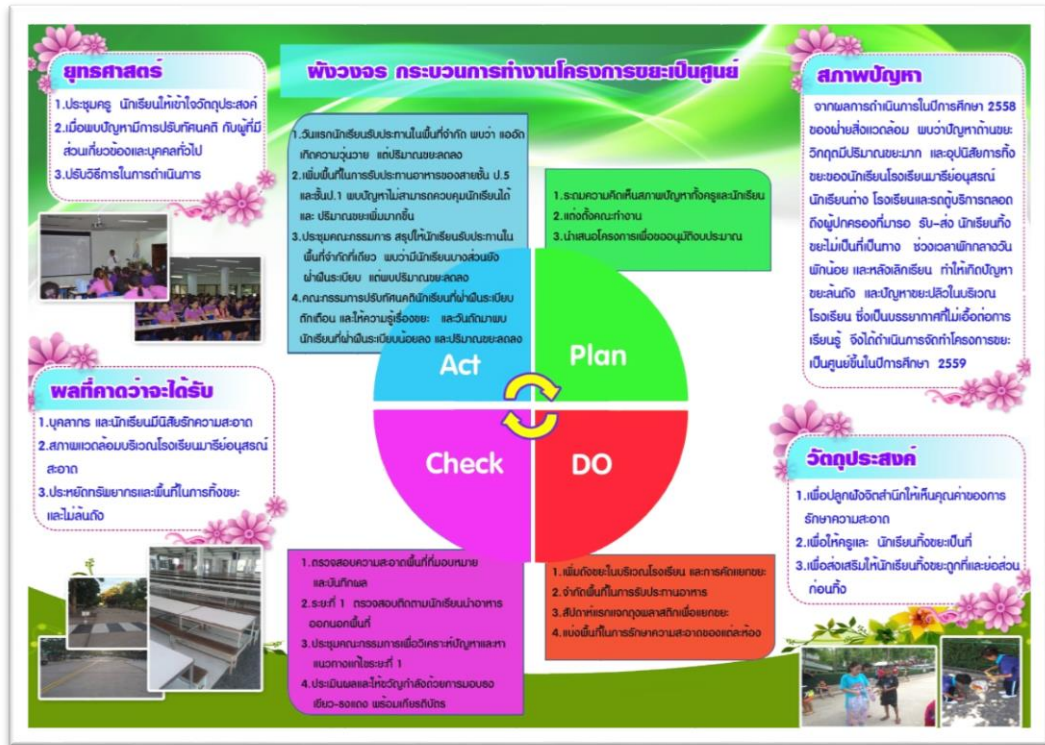 ผังวงจร กระบวนการทำงานโครงการขยะเป็นศูนย์
ยุทธศาสตร์
1.ประชุมครู นักเรียนให้เข้าใจวัตถุประสงค์
2.เมื่อพบปัญหามีการปรับทัศนคติ กับผู้ที่มี
ส่วนเกี่ยวข้องและบุคคลทั่วไป
3.ปรับวิธีการในการดำเนินการ
ผลที่คาดว่าจะได้รับ
1.บุคลากร และนักเรียนมีนิสัยรักความสะอาด
2.สภาพแวดล้อมบริเวณโรงเรียนมารีย์อนุสรณ์
สะอาด
3.ประหยัดทรัพยากรและพื้นที่ในการทิ้งขยะ
และไม่ล้นถัง
1.วันแรกนักเรียนรับประทานในพื้นที่จำกัด พบว่า แออัด
เกิดความวุ่นวาย แต่ปริมาณขยะลดลง
2.เพิ่มพื้นที่ในการรับประทานอาหารของสายชั้น ป.5
และชั้นป.1 พบปัญหาไม่สามารถควบคุมนักเรียนได้
และ ปริมาณขยะเพิ่มมากขึ้น
3.ประชุมคณะกรรมการ สรุปให้นักเรียนรับประทานใน
พื้นที่จำกัดที่เดียว พบว่ามีนักเรียนบางส่วนยัง
ฝ่าฝืนระเบียบ แต่พบปริมาณขยะลดลง
4.คณะกรรมการปรับทัศนคตินักเรียนที่ฝ่าฝืนระเบียบ
ตักเตือน และให้ความรู้เรื่องขยะ และวันถัดมาพบ
นักเรียนที่ฝ่าฝืนระเบียบน้อยลง และปริมาณขยะลดลง
Act
1.ระดมความคิดเห็นสภาพปัญหาทั้งครูและนักเรียน
2.แต่งตั้งคณะทำงาน
3.นำเสนอโครงการเพื่อขออนุมัติงบประมาณ
Plan
Check
DO
1.ตรวจสอบความสะอาดพื้นที่ที่มอบหมาย
และบันทึกผล
2.ระยะที่ 1 ตรวจสอบติดตามนักเรียนนำอาหาร
ออกนอกพื้นที่
3.ประชุมคณะกรรมการเพื่อวิเคราะห์ปัญหาและหา
แนวทางแก้ไขระยะที่ 1
4.ประเมินผลและให้ขวัญกำลังด้วยการมอบธง
เขียว-ธงแดง พร้อมเกียรติบัตร
1.เพิ่มถังขยะในบริเวณโรงเรียน และการคัดแยกขยะ
2.จำกัดพื้นที่ในการรับประทานอาหาร
3.สัปดาห์แรกแจกถุงพลาสติกเพื่อแยกขยะ
4.แบ่งพื้นที่ในการรักษาความสะอาดของแต่ละห้อง
สภาพปัญหา
จากผลการดำเนินการในปีการศึกษา 2558
ของฝ่ายสิ่งแวดล้อม พบว่าปัญหาด้านขยะ
วิกฤตมีปริมาณขยะมาก และอุปนิสัยการทิ้ง
ขยะของนักเรียนโรงเรียนมารีย์อนุสรณ์
นักเรียนต่าง โรงเรียนและรถตู้บริการตลอด
ถึงผู้ปกครองที่มารอ รับ-ส่ง นักเรียนทิ้ง
ขยะไม่เป็นที่เป็นทาง ช่วงเวลาพักกลางวัน
พักน้อย และหลังเลิกเรียน ทำให้เกิดปัญหา
ขยะล้นถัง และปัญหาขยะปลิวในบริเวณ
โรงเรียน ซึ่งเป็นบรรยากาศที่ไม่เอื้อต่อการ
เรียนรู้ จึงได้ดำเนินการจัดทำโครงการขยะ
เป็นศูนย์ขึ้นในปีการศึกษา 2559
วัตถุประสงค์
1.เพื่อปลูกฝังจิตสำนึกให้เห็นคุณค่าของการ
รักษาความสะอาด
2.เพื่อให้ครูและ นักเรียนทิ้งขยะเป็นที่
3.เพื่อส่งเสริมให้นักเรียนทิ้งขยะถูกที่และย่อส่วน
ก่อนทิ้ง